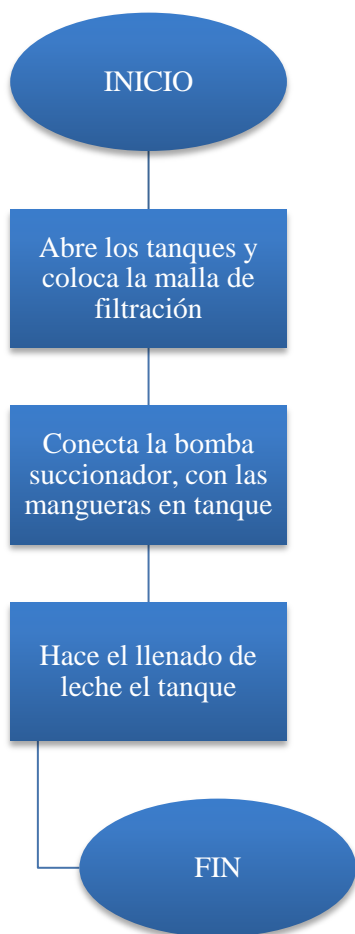 INICIO
Abre los tanques y
coloca la malla de
filtración
Conecta la bomba
succionador, con las
mangueras en tanque
Hace el llenado de
leche el tanque
FIN